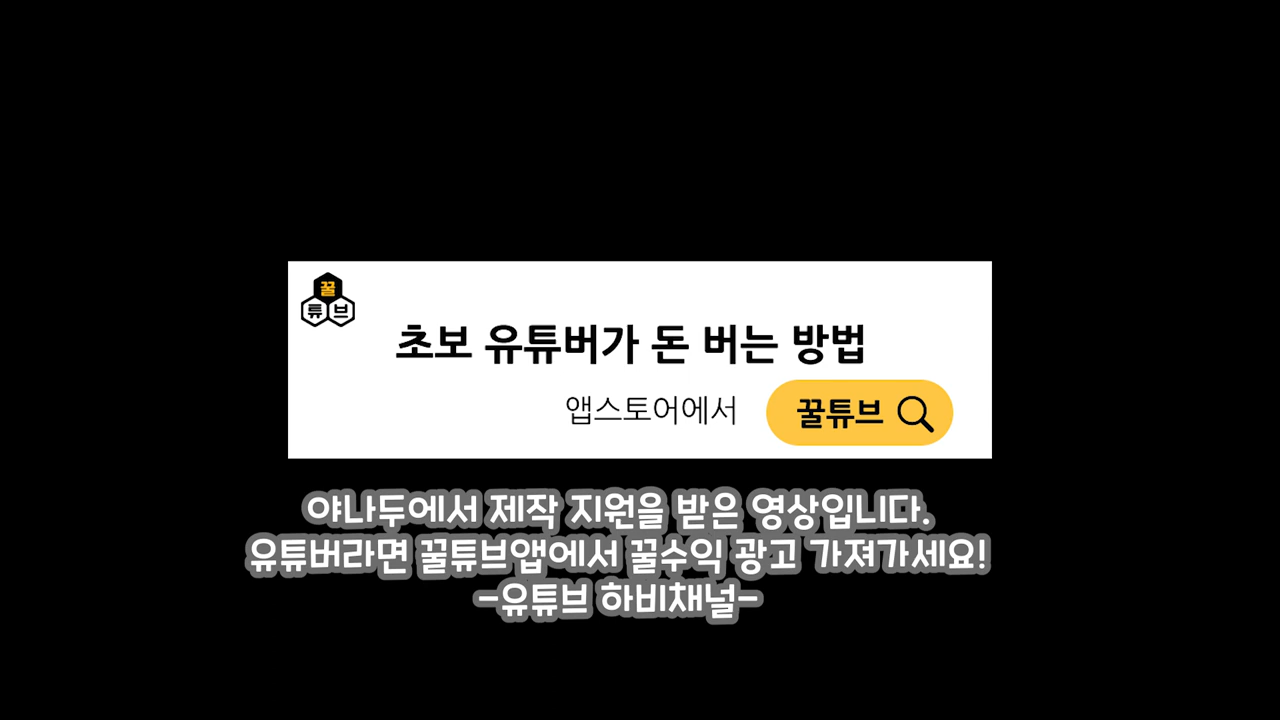 꿀
튜브
초보 유튜버가 돈 버는 방법
앱스토어에서 꿀튜브
야나두에서 제작 지원을 받은 영상입니다.
유튜버라면 꿀튜브앱에서 꿀수익 광고 가져가세요!
-유튜브 하비채널-